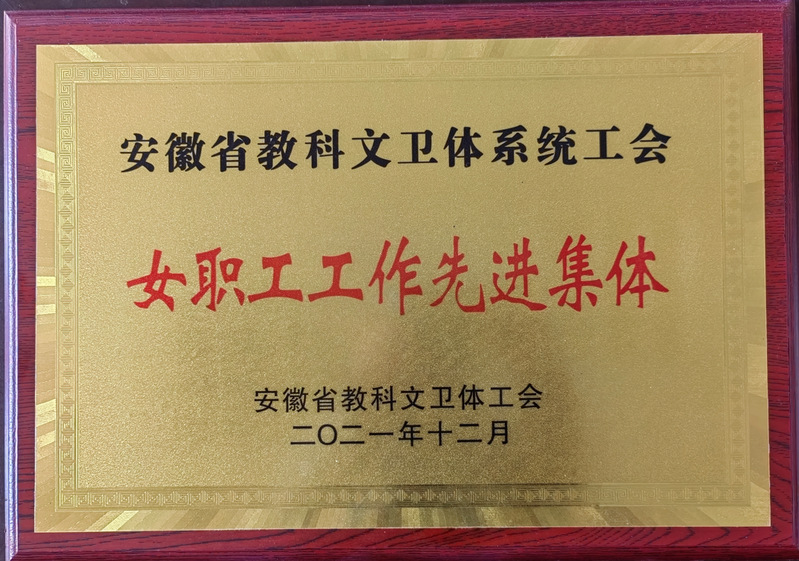 安徽省教科文卫体系统工会
女职工工作先进集体
安徽省教科文卫体工会
二〇二一年十二月